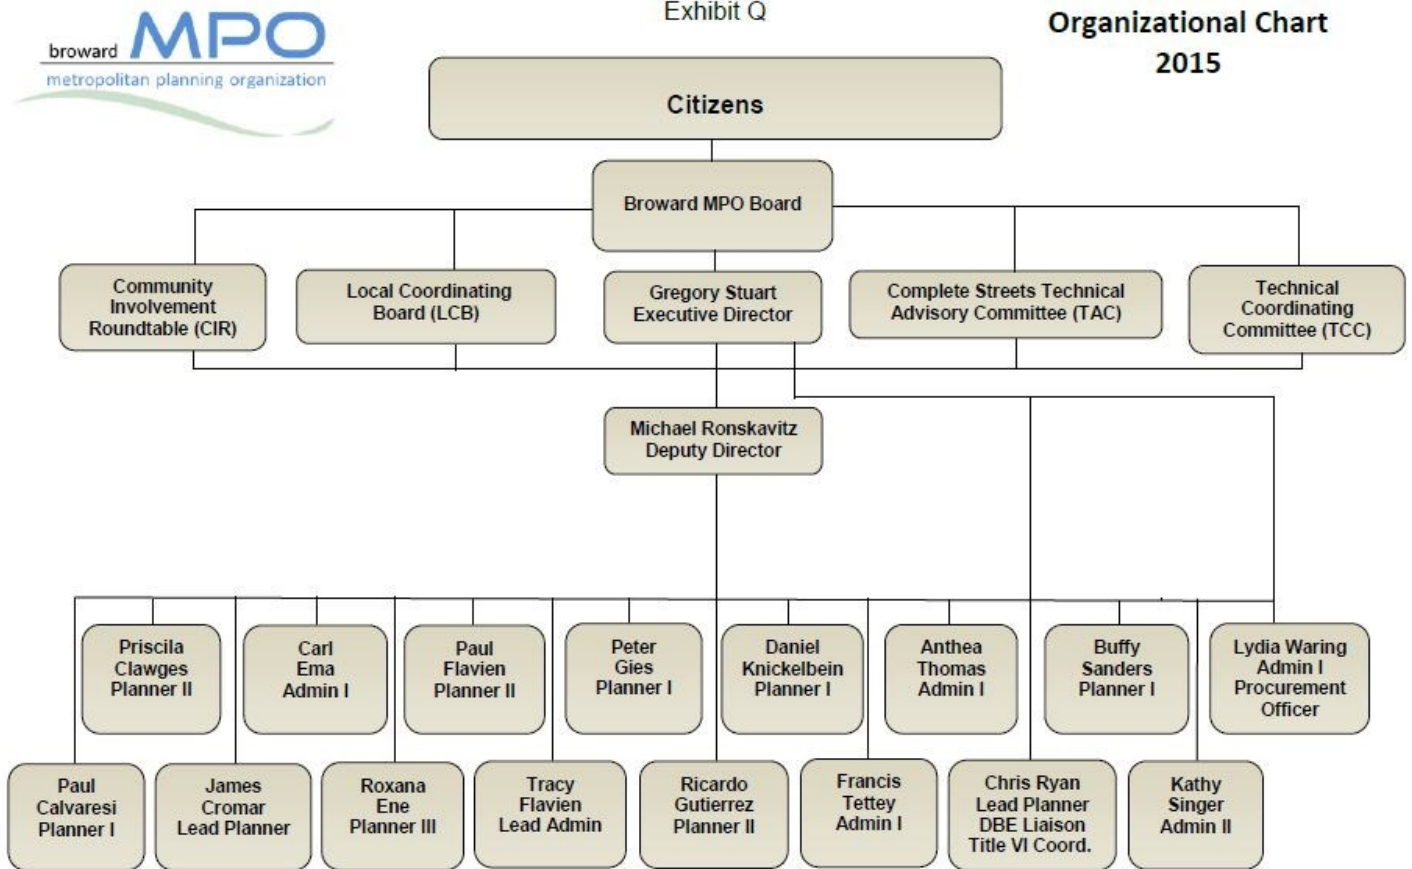 Exhibit Q
broward MPO
metropolitan planning organization
Organizational Chart
2015
Citizens
Broward MPO Board
Community
Involvement
Roundtable (CIR)
Local Coordinating
Board (LCB)
Gregory Stuart
Executive Director
Complete Streets Technical
Advisory Committee (TAC)
Technical
Coordinating
Committee (TCC)
Michael Ronskavitz
Deputy Director
Priscila
Clawges
Planner II
Carl
Ema
Admin I
Paul
Flavien
Planner II
Peter
Gies
Planner I
Daniel
Knickelbein
Planner I
Anthea
Thomas
Admin I
Buffy
Sanders
Planner I
Lydia Waring
Admin I
Procurement
Officer
Paul
Calvaresi
Planner I
James
Cromar
Lead Planner
Roxana
Ene
Planner III
Tracy
Flavien
Lead Admin
Ricardo
Gutierrez
Planner II
Francis
Tettey
Admin I
Chris Ryan
Lead Planner
DBE Liaison
Title VI Coord.
Kathy
Singer
Admin II